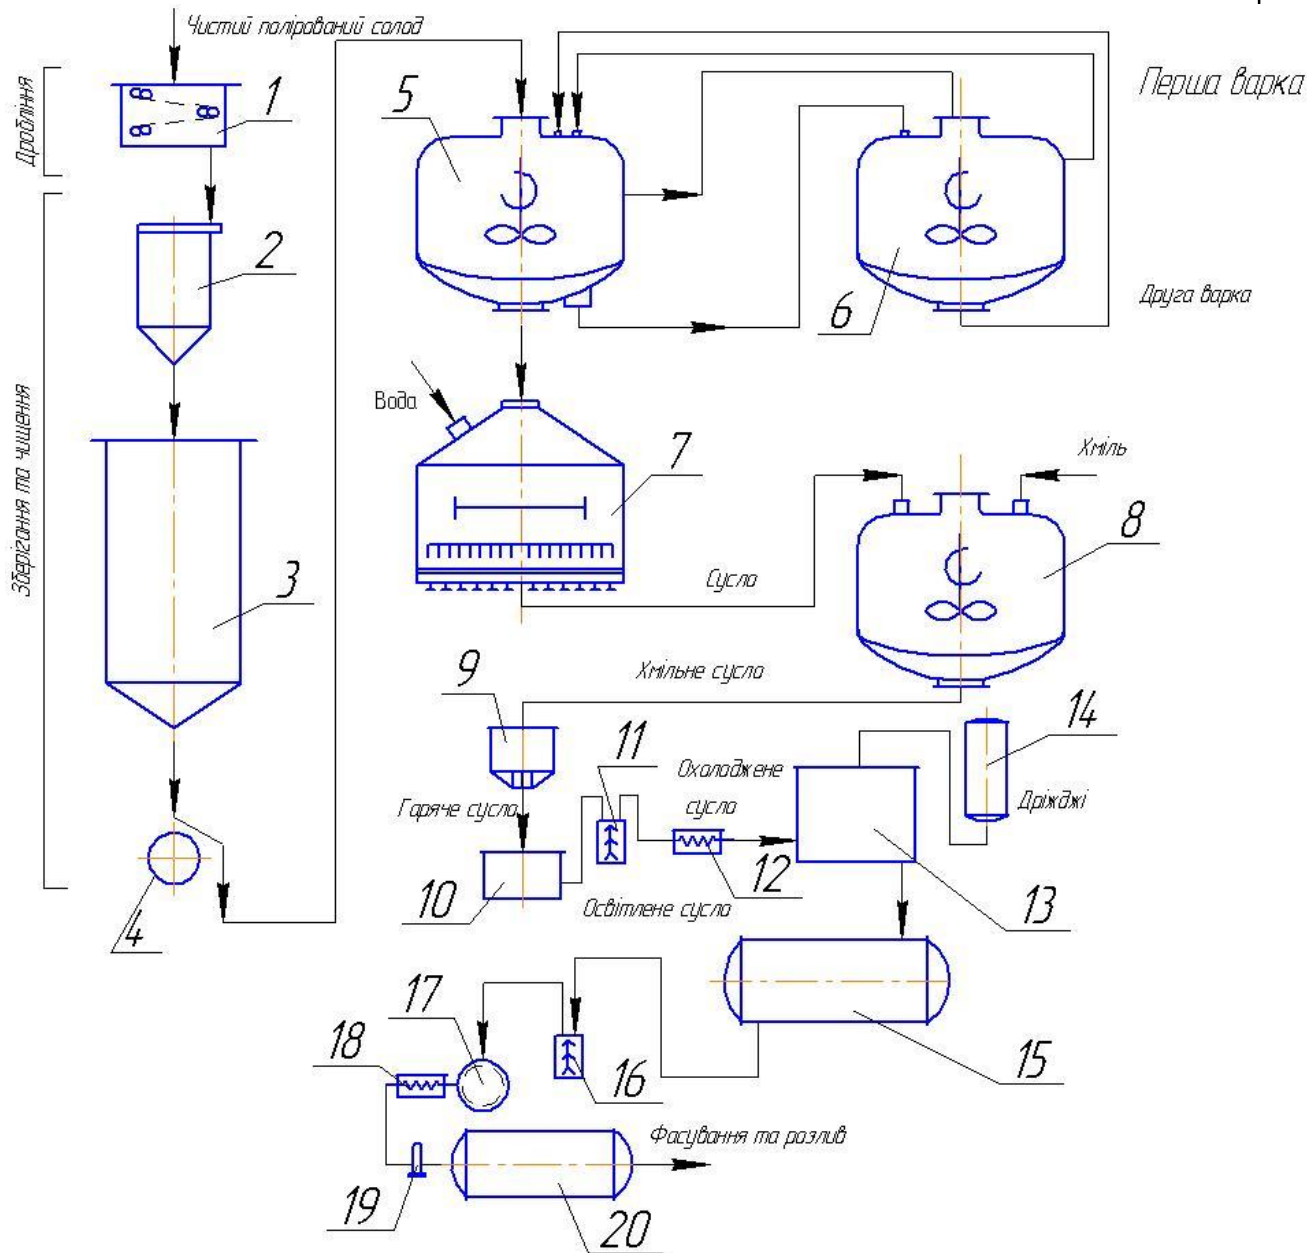 Чистий полірований солод
Дроблення
1
5
Перша варка
2
6
Друга варка
Зберігання та чищення
Вода
7
Хміль
8
3
Сусло
Хмільне сусло
9
11
14
Охолоджене
сусло
Дріжджі
Гаряче сусло
10
12
13
Освітлене сусло
4
17
18
16
15
Фасування та розлив
19
20